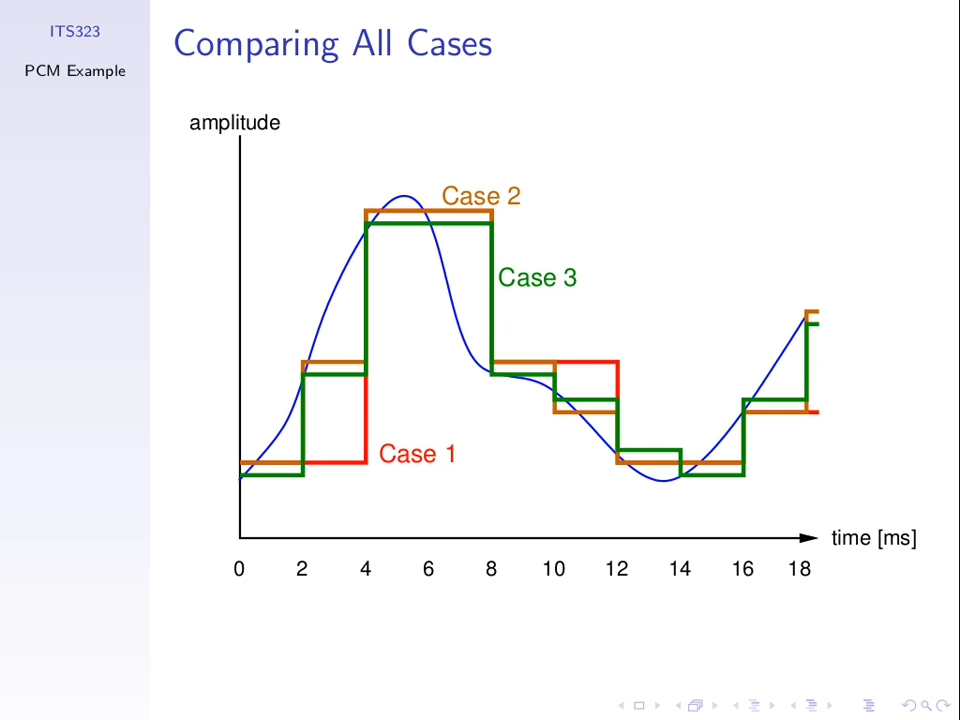 ITS323
PCM Example
Comparing All Cases
amplitude
Case 2
Case 3
Case 1
time [ms]
0 2 4 6 8 10 12 14 16 18